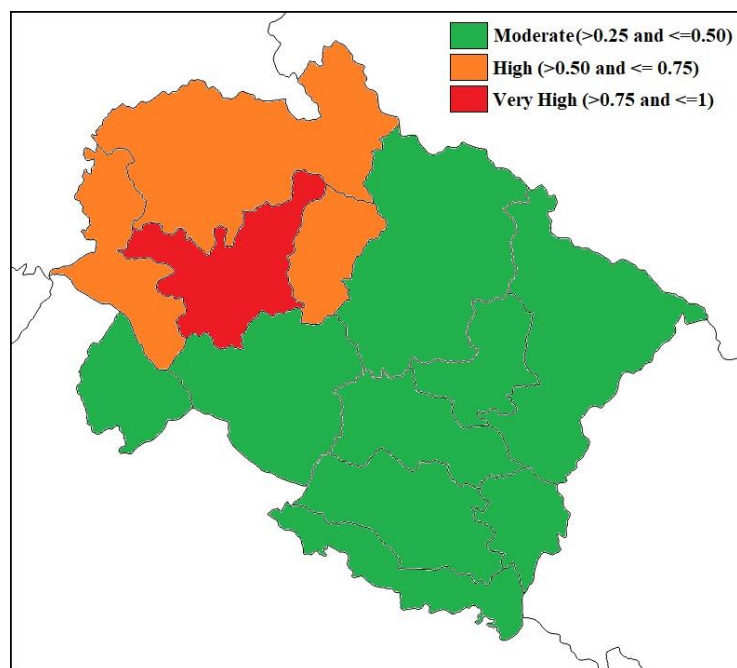 Moderate(>0.25 and <=0.50)
High (>0.50 and <= 0.75)
Very High (>0.75 and <=1)